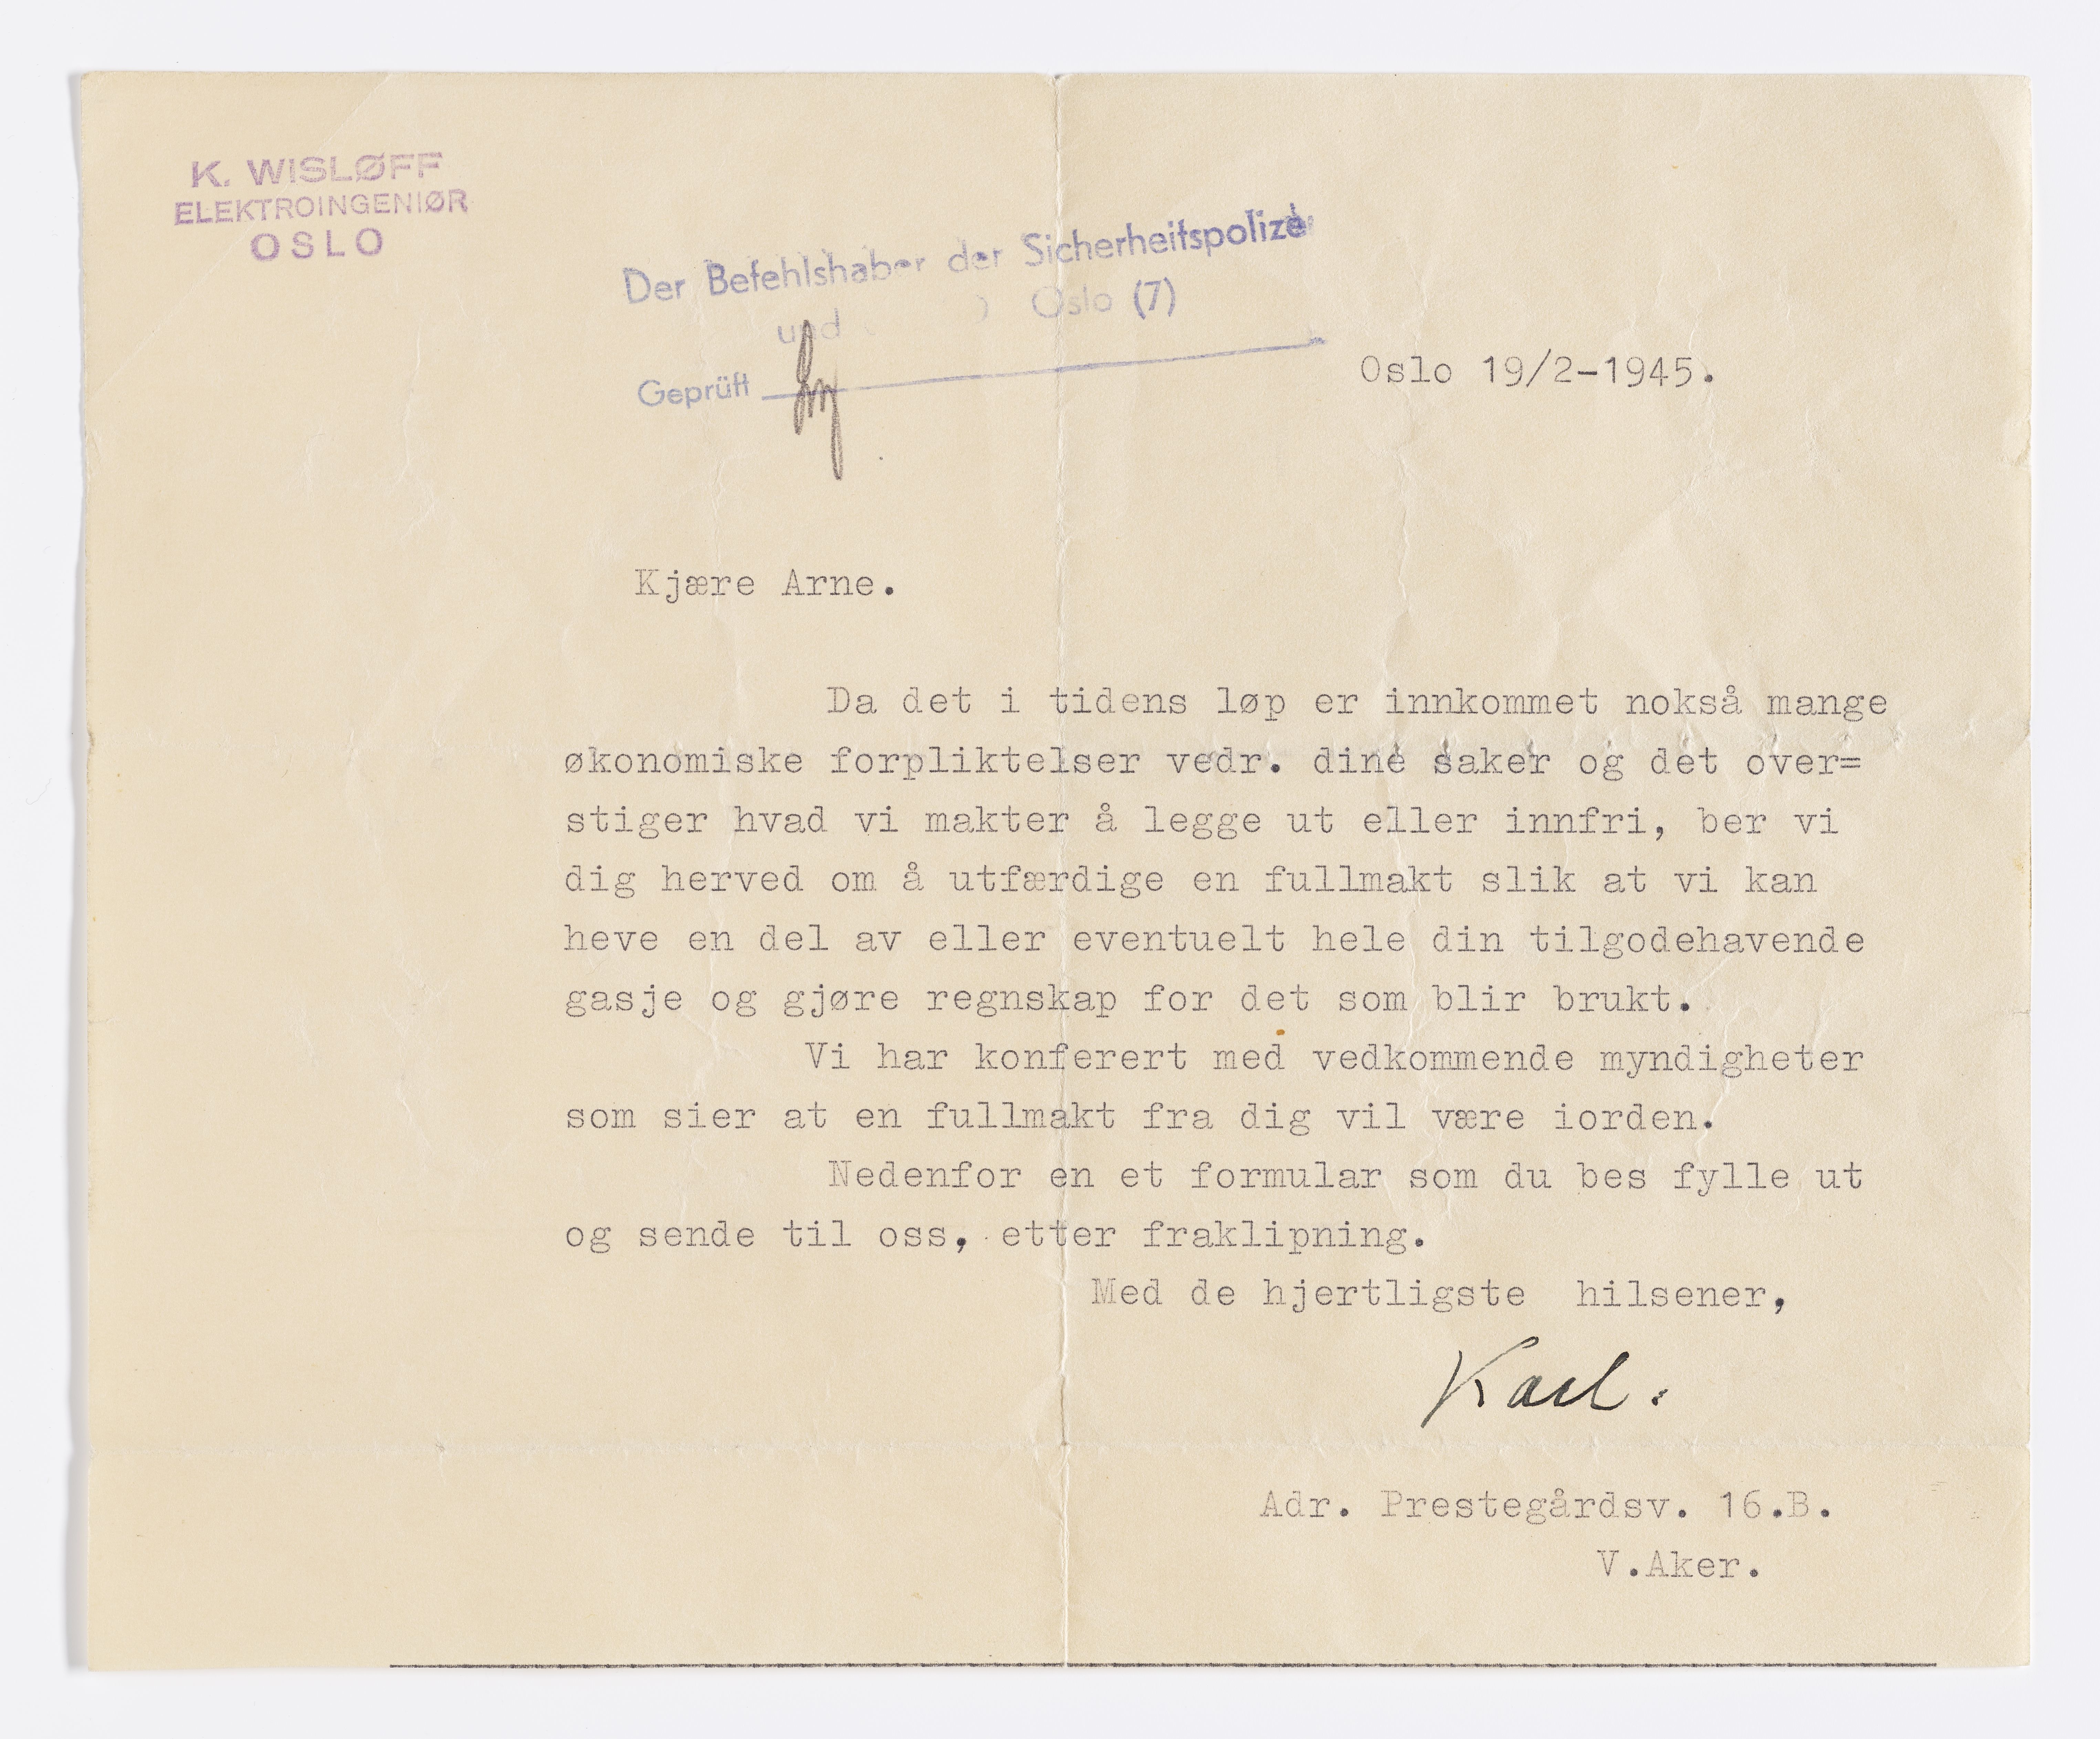 K. WISLØFF
ELEKTROINGENIØR
OSLO
Der Befehlshaber der Sicherheitspolizei
und Oslo (7)
Geprüft
Oslo 19/2-1945.
Kjære Arne.
Da det i tidens løp er innkommet nokså mange
økonomiske forpliktelser vedr. dine saker og det over=
stiger hvad vi makter å legge ut eller innfri, ber vi
dig herved om å utfærdige en fullmakt slik at vi kan
heve en del av eller eventuelt hele din tilgodehavende
gasje og gjøre regnskap for det som blir brukt.
Vi har konferert med vedkommende myndigheter
som sier at en fullmakt fra dig vil være iorden.
Nedenfor en et formular som du bes fylle ut
og sende til oss, etter fraklipning.
Med de hjertligste hilsener,
Karl.
Adr. Prestegårdsv. 16.B.
V.Aker.